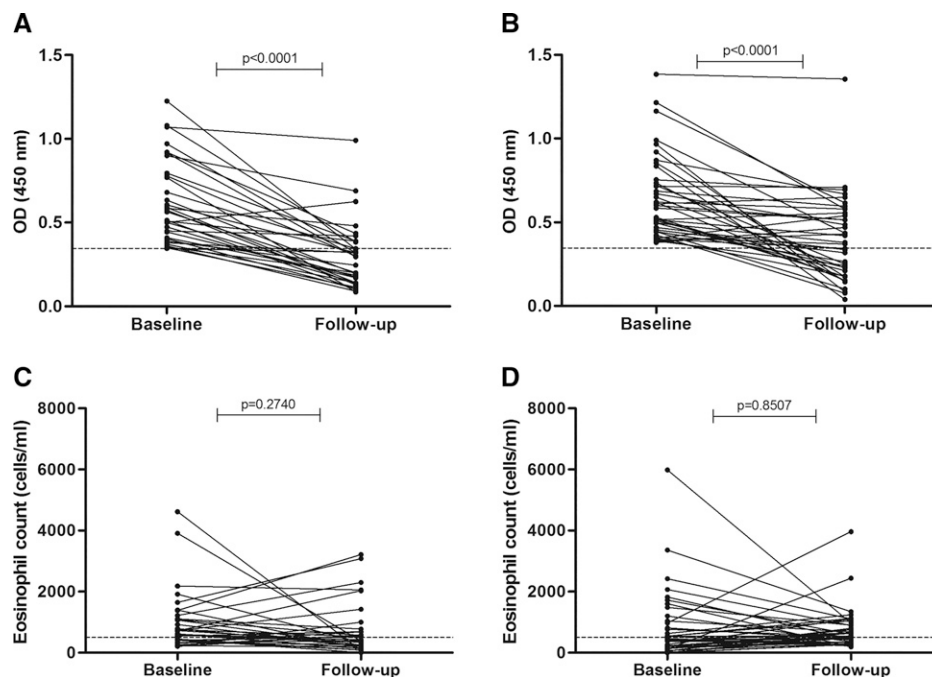 A
p<0.0001
1.5
1.0
0.5
0.0
OD (450 nm)
Baseline
Follow-up
B
p<0.0001
1.5
1.0
0.5
0.0
OD (450 nm)
Baseline
Follow-up
C
p=0.2740
8000
6000
4000
2000
0
Eosinophil count (cells/ml)
Baseline
Follow-up
D
p=0.8507
8000
6000
4000
2000
0
Eosinophil count (cells/ml)
Baseline
Follow-up